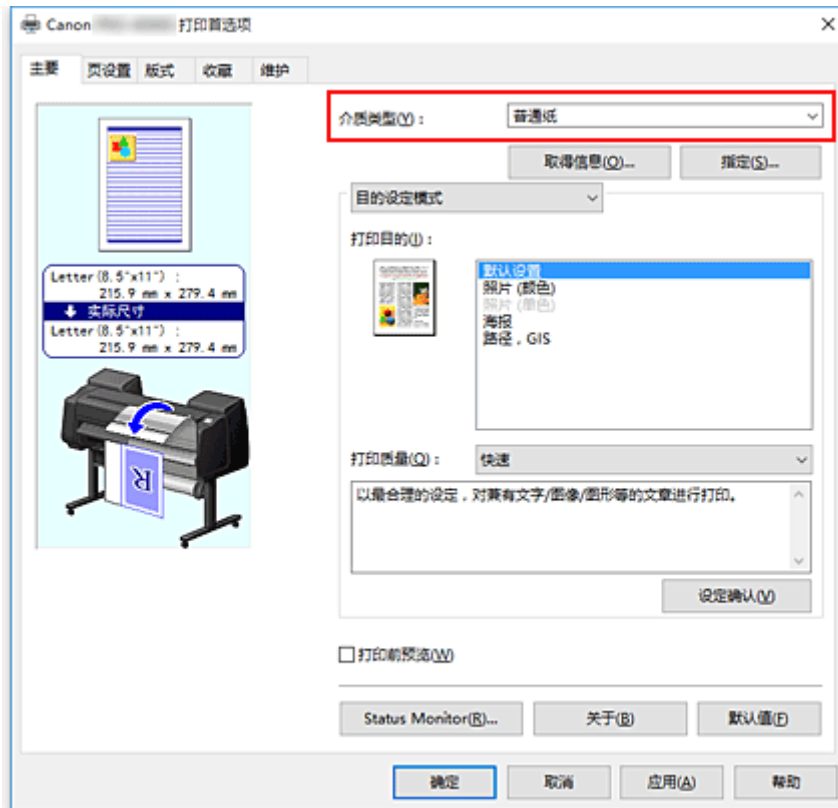 Canon 打印首选项
主要 页设置 版式 收藏 维护
介质类型(Y)： 普通纸
取得信息(O)... 指定(S)...
目的设定模式
打印目的(I)：
默认设置
照片 (颜色)
照片 (单色)
海报
路径，GIS
Letter(8.5"x11") :
215.9 mm x 279.4 mm
实际尺寸
Letter(8.5"x11") :
215.9 mm x 279.4 mm
R
打印质量(Q)： 快速
以最合理的设定，对兼有文字/图像/图形等的文章进行打印。
设定确认(V)
打印前预览(W)
Status Monitor(R)... 关于(B) 默认值(F)
确定 取消 应用(A) 帮助